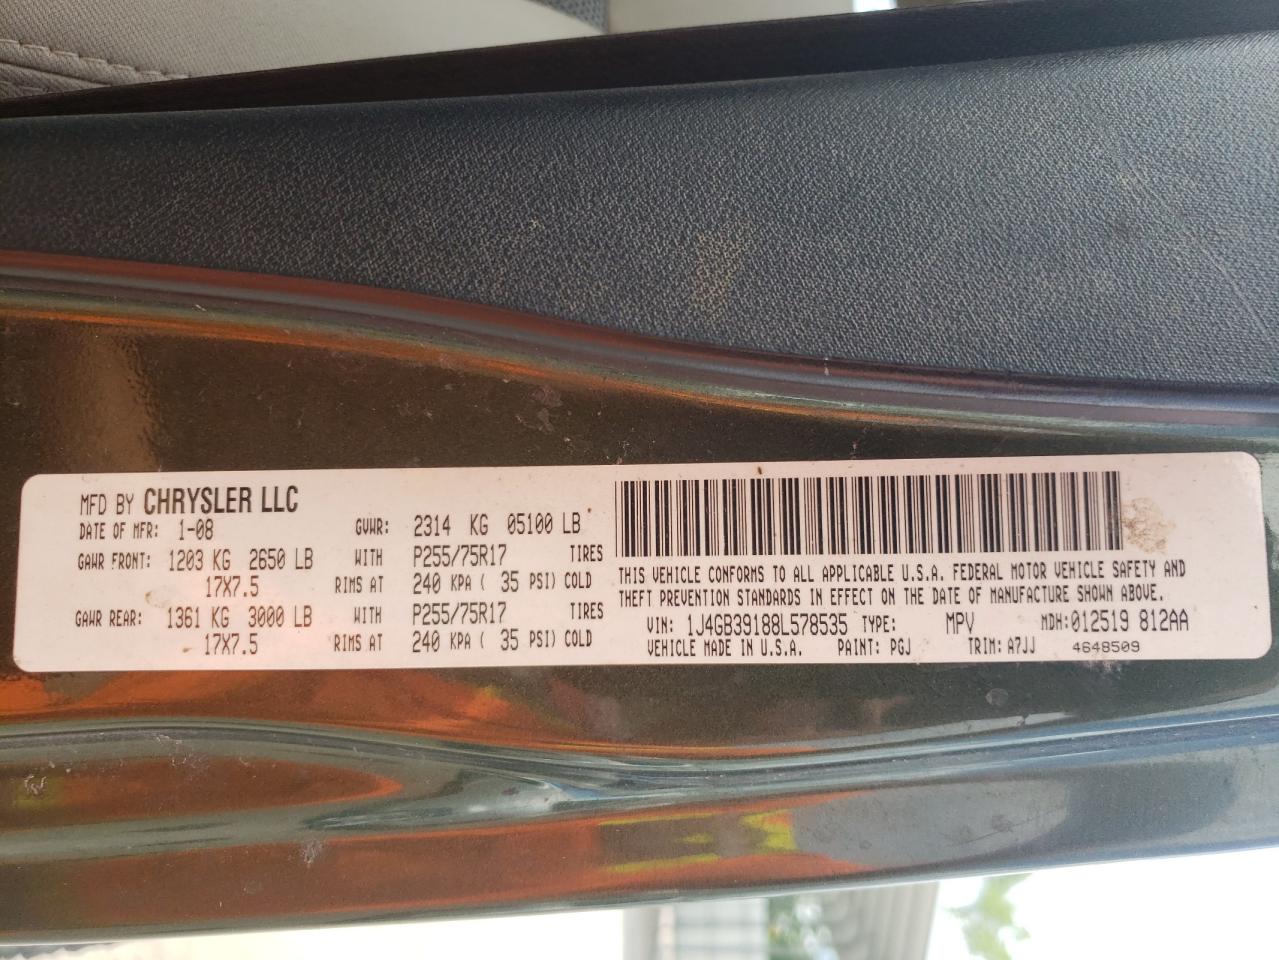 MFD BY CHRYSLER LLC
DATE OF MFR: 1-08 GVWR: 2314 KG 05100 LB
GAWR FRONT: 1203 KG 2650 LB WITH P255/75R17 TIRES
17X7.5 RIMS AT 240 KPA ( 35 PSI) COLD
GAWR REAR: 1361 KG 3000 LB WITH P255/75R17 TIRES
17X7.5 RIMS AT 240 KPA ( 35 PSI) COLD
THIS VEHICLE CONFORMS TO ALL APPLICABLE U.S.A. FEDERAL MOTOR VEHICLE SAFETY AND
THEFT PREVENTION STANDARDS IN EFFECT ON THE DATE OF MANUFACTURE SHOWN ABOVE.
VIN: 1J4GB39188L578535 TYPE: MPV MDH:012519 812AA
VEHICLE MADE IN U.S.A. PAINT: PGJ TRIM: A7JJ 4648509